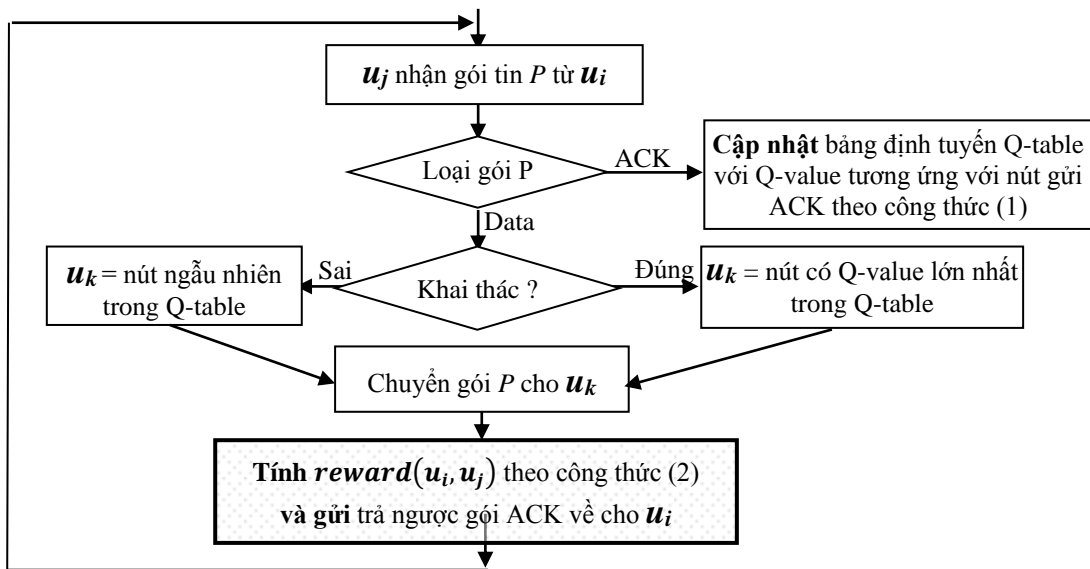 u_j nhận gói tin P từ u_i
Loại gói P
ACK
Cập nhật bảng định tuyến Q-table
với Q-value tương ứng với nút gửi
ACK theo công thức (1)
Data
u_k = nút ngẫu nhiên
trong Q-table
Sai
Khai thác ?
Đúng
u_k = nút có Q-value lớn nhất
trong Q-table
Chuyển gói P cho u_k
Tính reward(u_i, u_j) theo công thức (2)
và gửi trả ngược gói ACK về cho u_i